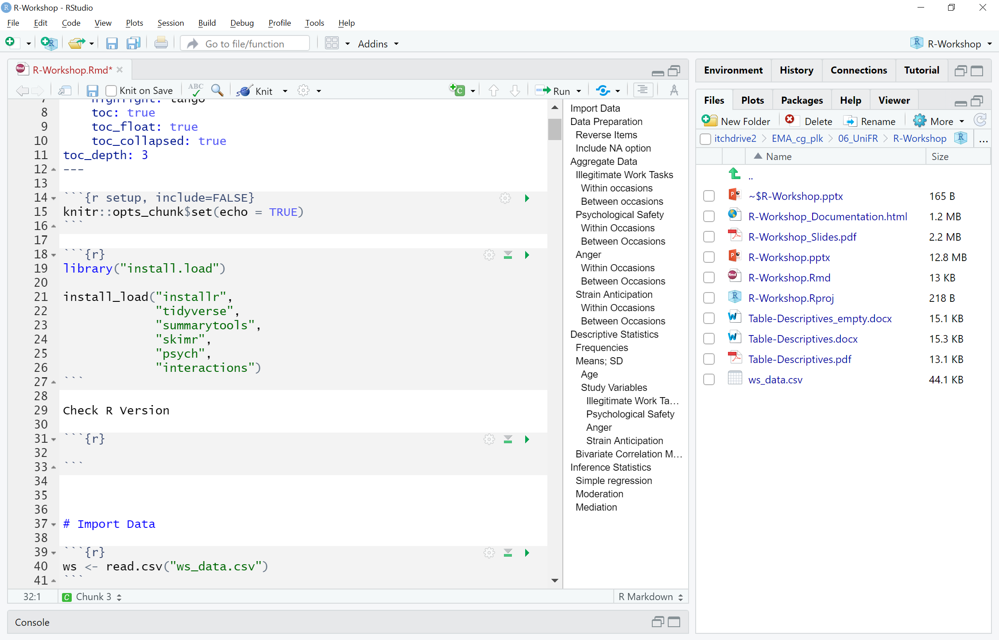 R-Workshop - RStudio
File Edit Code View Plots Session Build Debug Profile Tools Help
Go to file/function Addins R-Workshop
R-Workshop.Rmd*
Knit on Save ABC Knit Run
7 highlight: tango
8 toc: true
9 toc_float: true
10 toc_collapsed: true
11 toc_depth: 3
12 ---
13
14 ```{r setup, include=FALSE}
15 knitr::opts_chunk$set(echo = TRUE)
16 ```
17
18 ```{r}
19 library("install.load")
20
21 install_load("installr",
22 "tidyverse",
23 "summarytools",
24 "skimr",
25 "psych",
26 "interactions")
27 ```
28
29 Check R Version
30
31 ```{r}
32
33 ```
34
35
36
37 # Import Data
38
39 ```{r}
40 ws <- read.csv("ws_data.csv")
41 ```
32:1 C Chunk 3 R Markdown
Console
Import Data
Data Preparation
Reverse Items
Include NA option
Aggregate Data
Illegitimate Work Tasks
Within occasions
Between occasions
Psychological Safety
Within Occasions
Between Occasions
Anger
Within Occasions
Between Occasions
Strain Anticipation
Within Occasions
Between Occasions
Descriptive Statistics
Frequencies
Means; SD
Age
Study Variables
Illegitimate Work Ta...
Psychological Safety
Anger
Strain Anticipation
Bivariate Correlation M...
Inference Statistics
Simple regression
Moderation
Mediation
Environment History Connections Tutorial
Files Plots Packages Help Viewer
New Folder Delete Rename More
itchdrive2 > EMA_cg_plk > 06_UniFR > R-Workshop ...
Name Size
..
~$R-Workshop.pptx 165 B
R-Workshop_Documentation.html 1.2 MB
R-Workshop_Slides.pdf 2.2 MB
R-Workshop.pptx 12.8 MB
R-Workshop.Rmd 13 KB
R-Workshop.Rproj 218 B
Table-Descriptives_empty.docx 15.1 KB
Table-Descriptives.docx 15.3 KB
Table-Descriptives.pdf 13.1 KB
ws_data.csv 44.1 KB